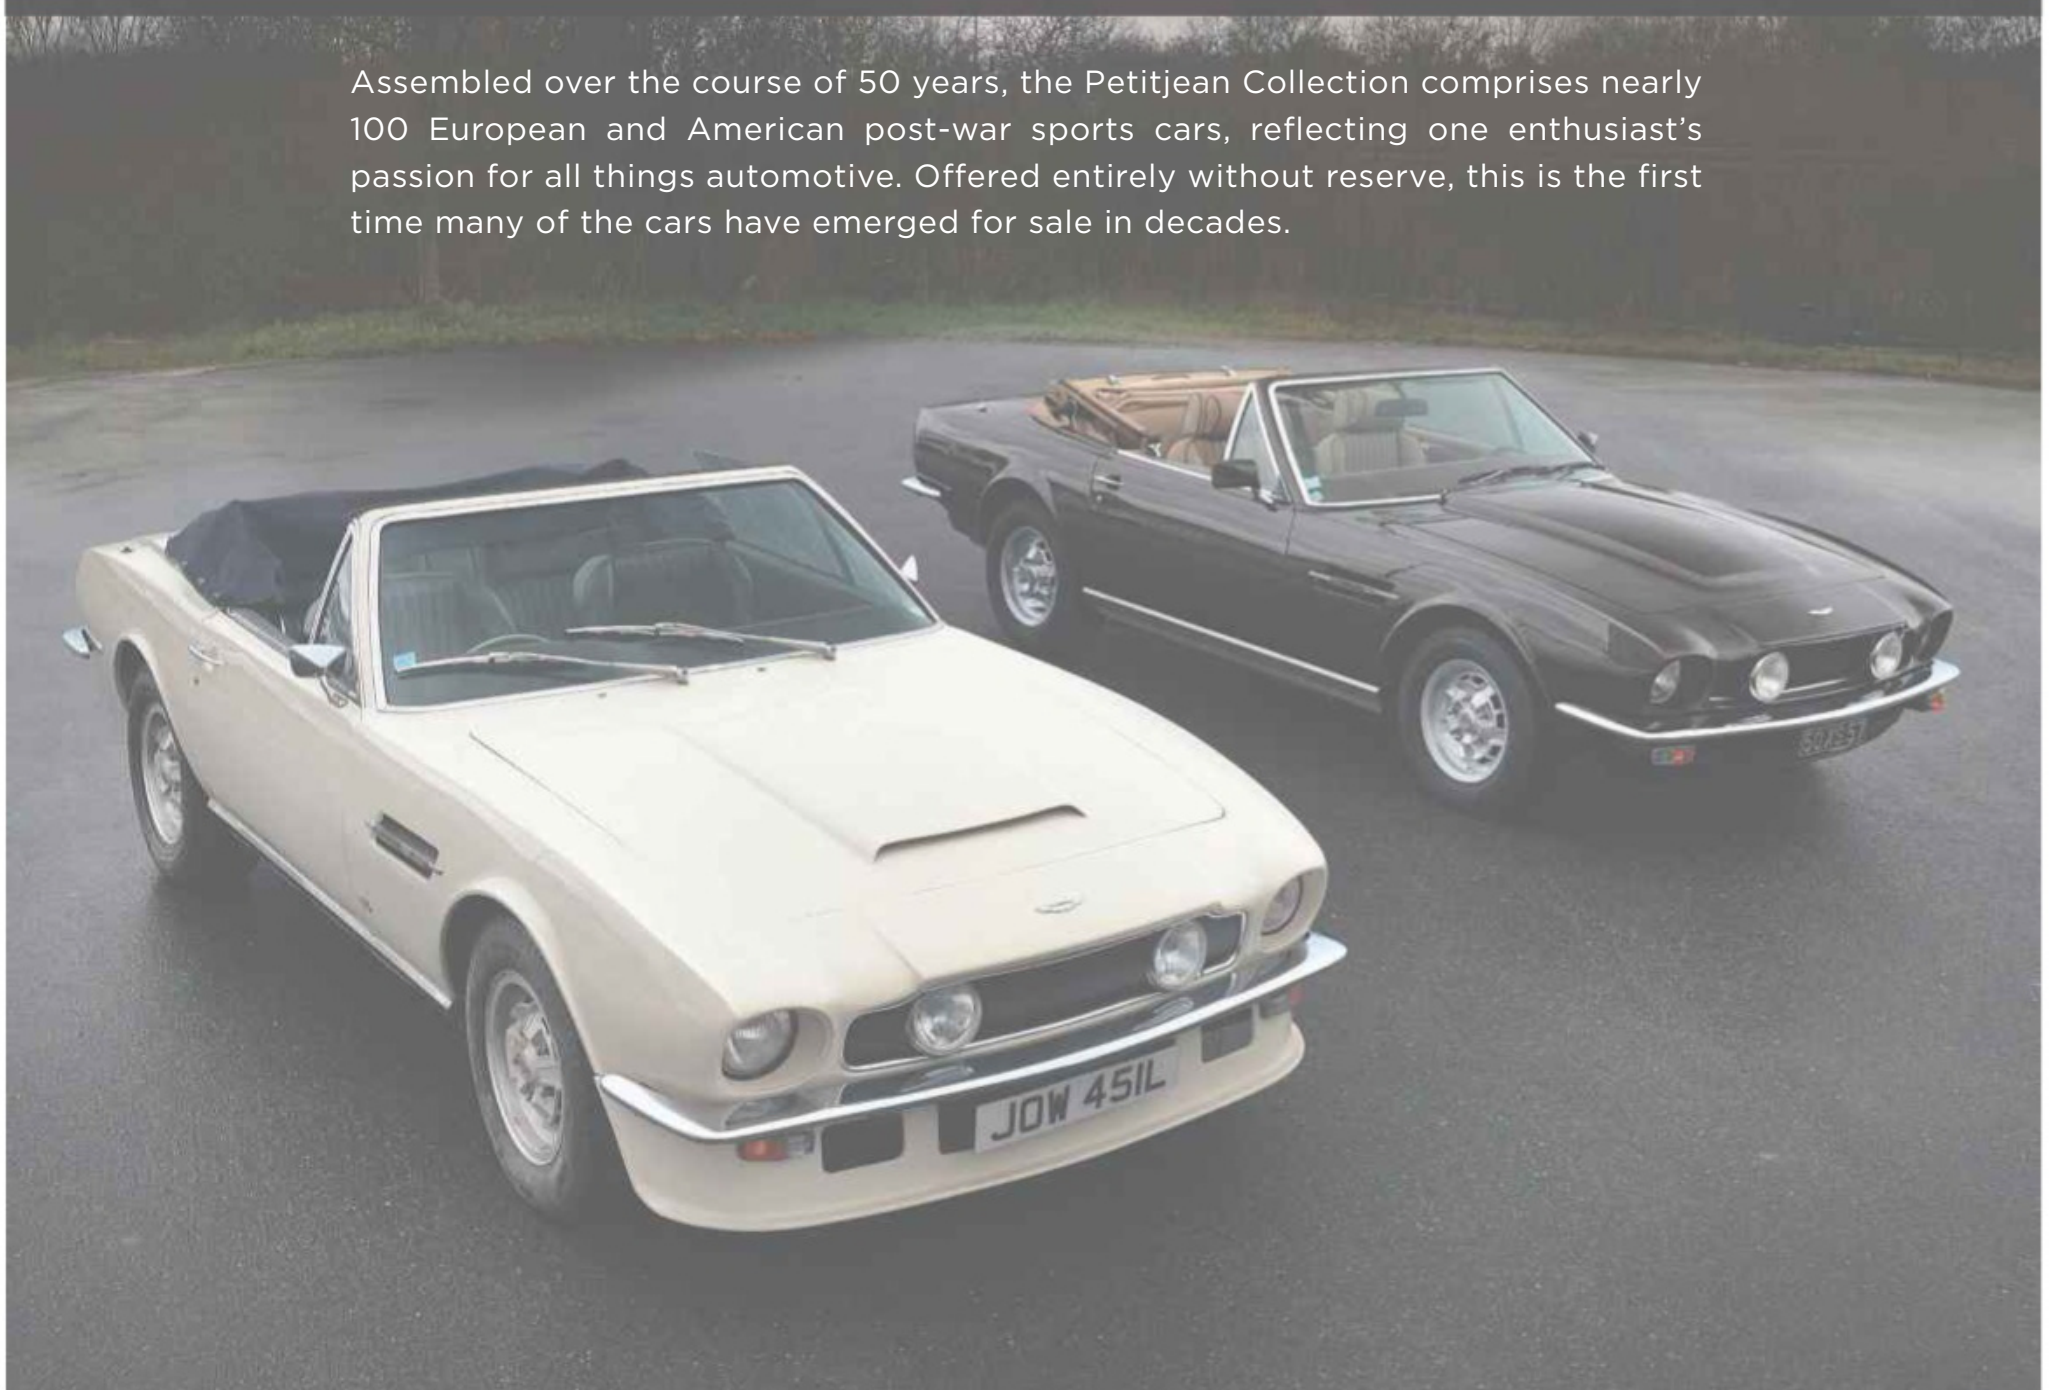 Assembled over the course of 50 years, the Petitjean Collection comprises nearly
100 European and American post-war sports cars, reflecting one enthusiast’s
passion for all things automotive. Offered entirely without reserve, this is the first
time many of the cars have emerged for sale in decades.
JOW 451L